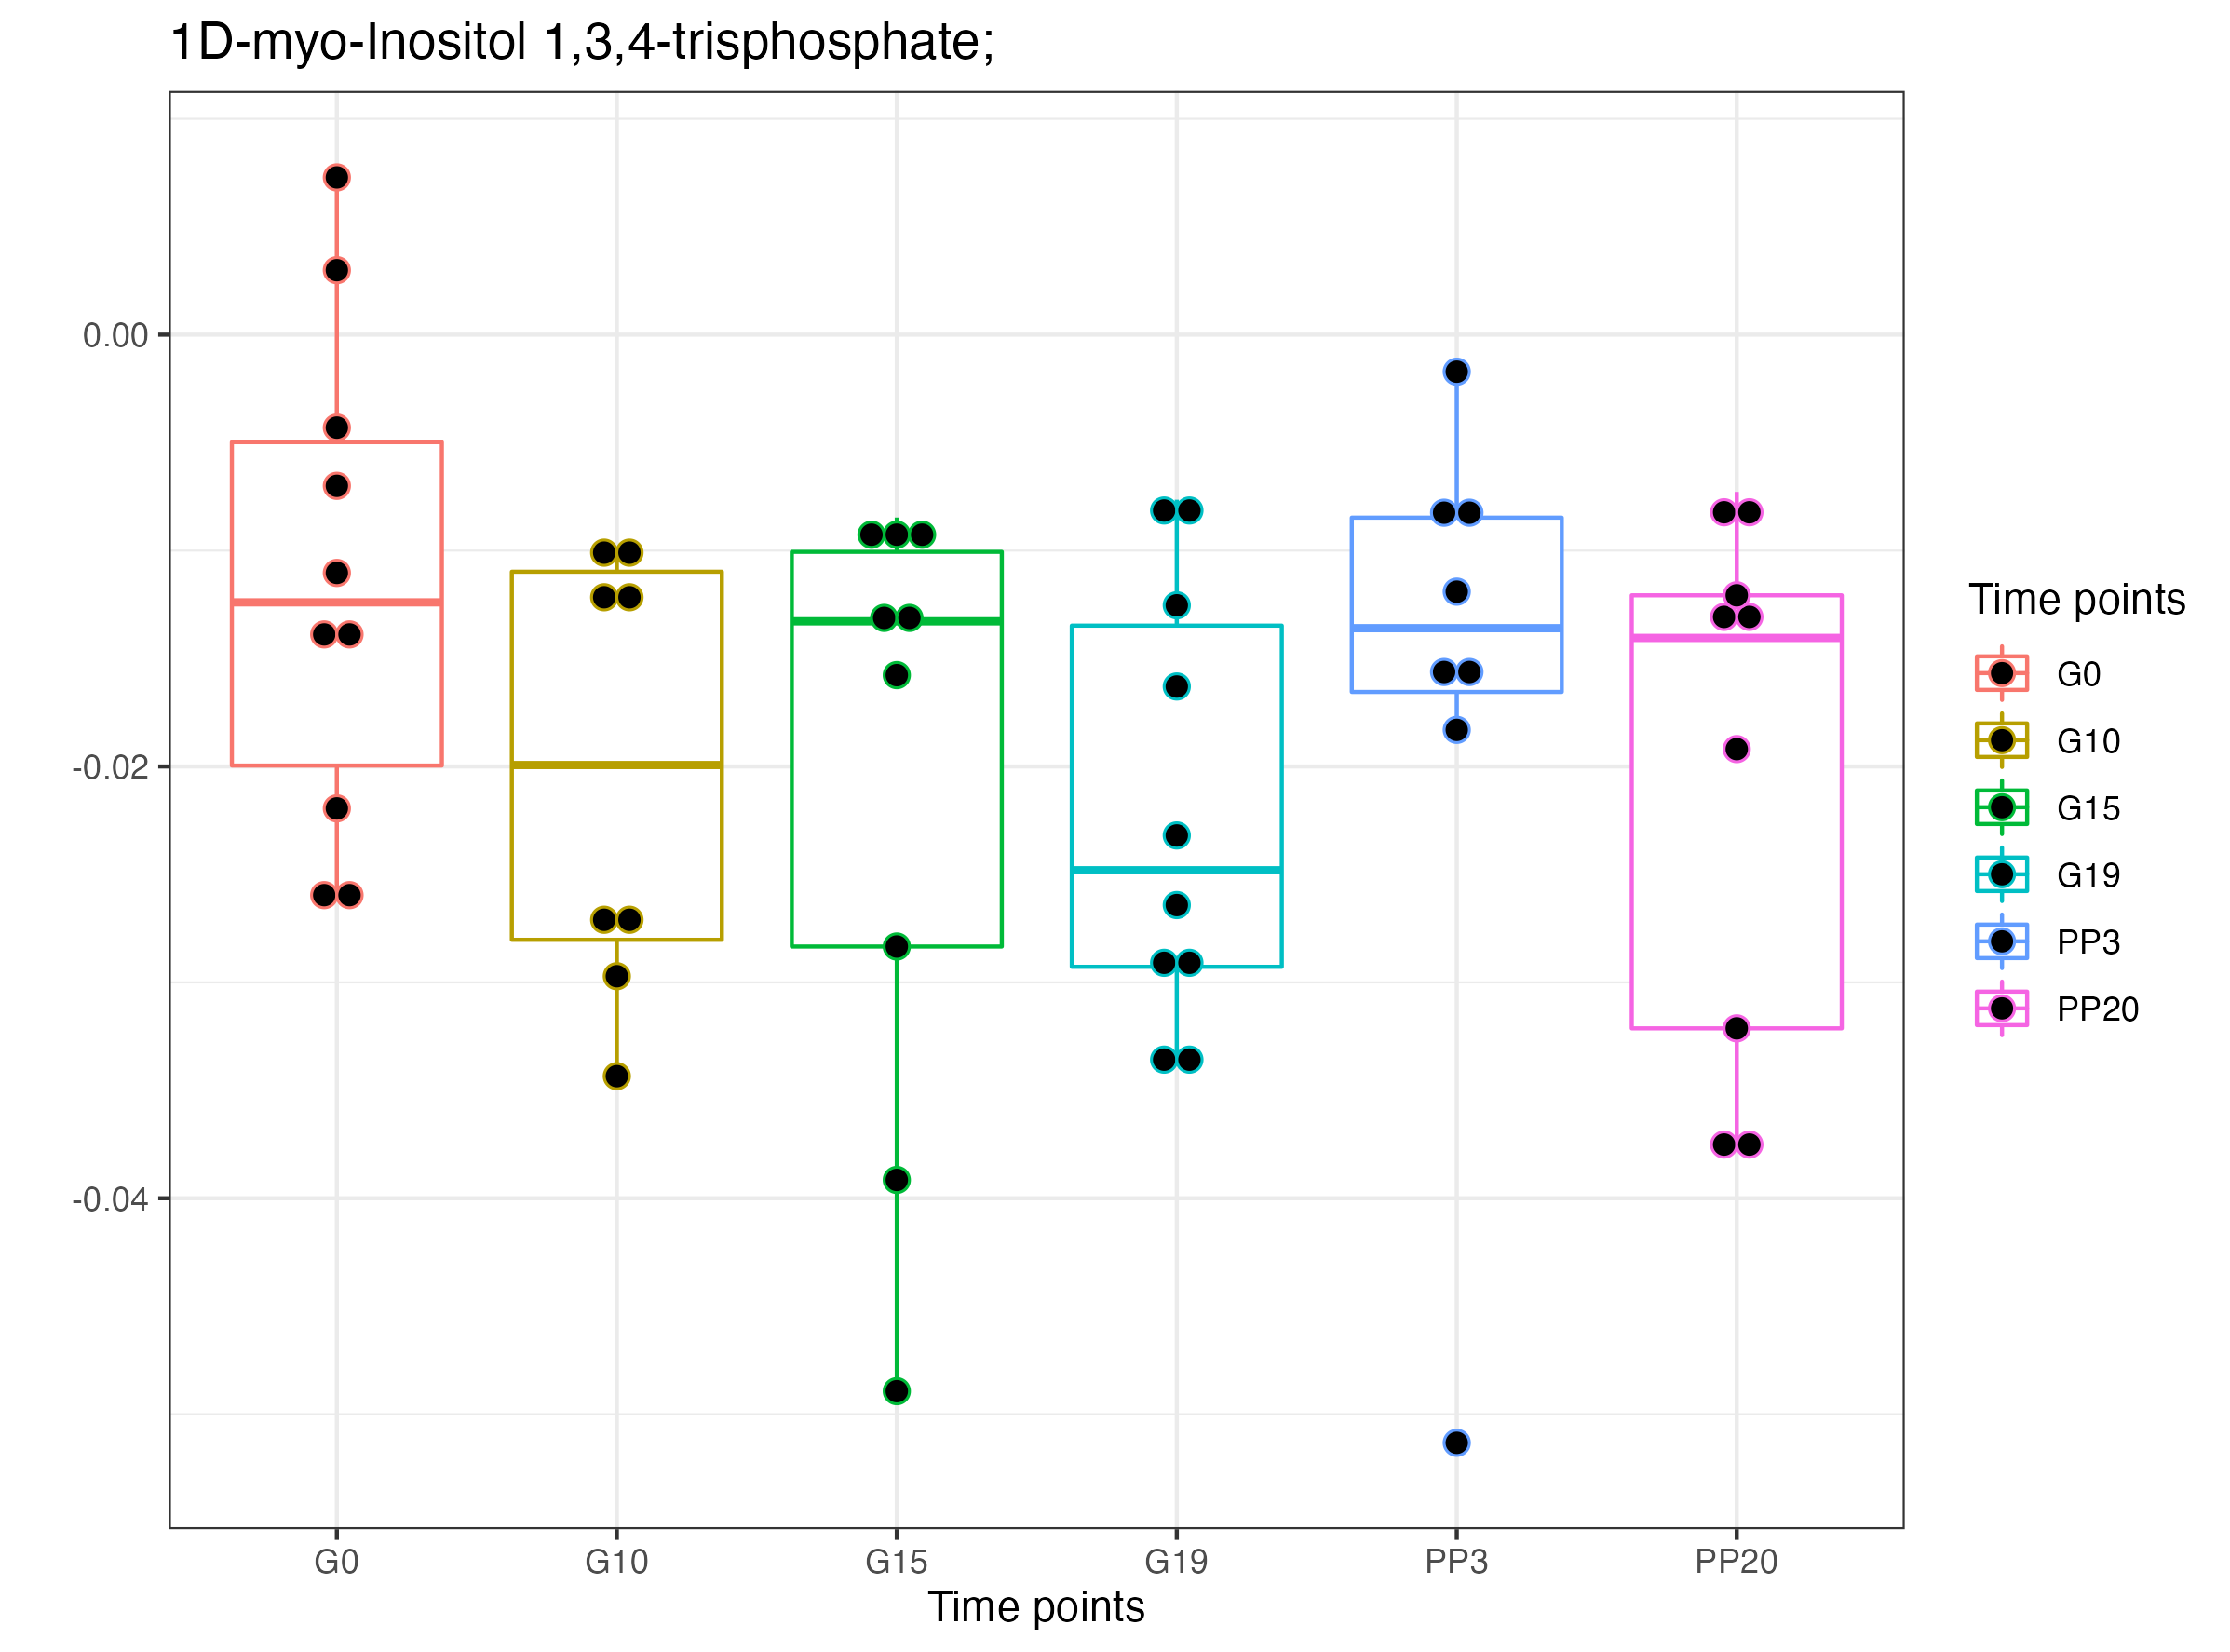 1D-myo-Inositol 1,3,4-trisphosphate;
0.00
-0.02
-0.04
G0 G10 G15 G19 PP3 PP20
Time points
Time points
G0
G10
G15
G19
PP3
PP20